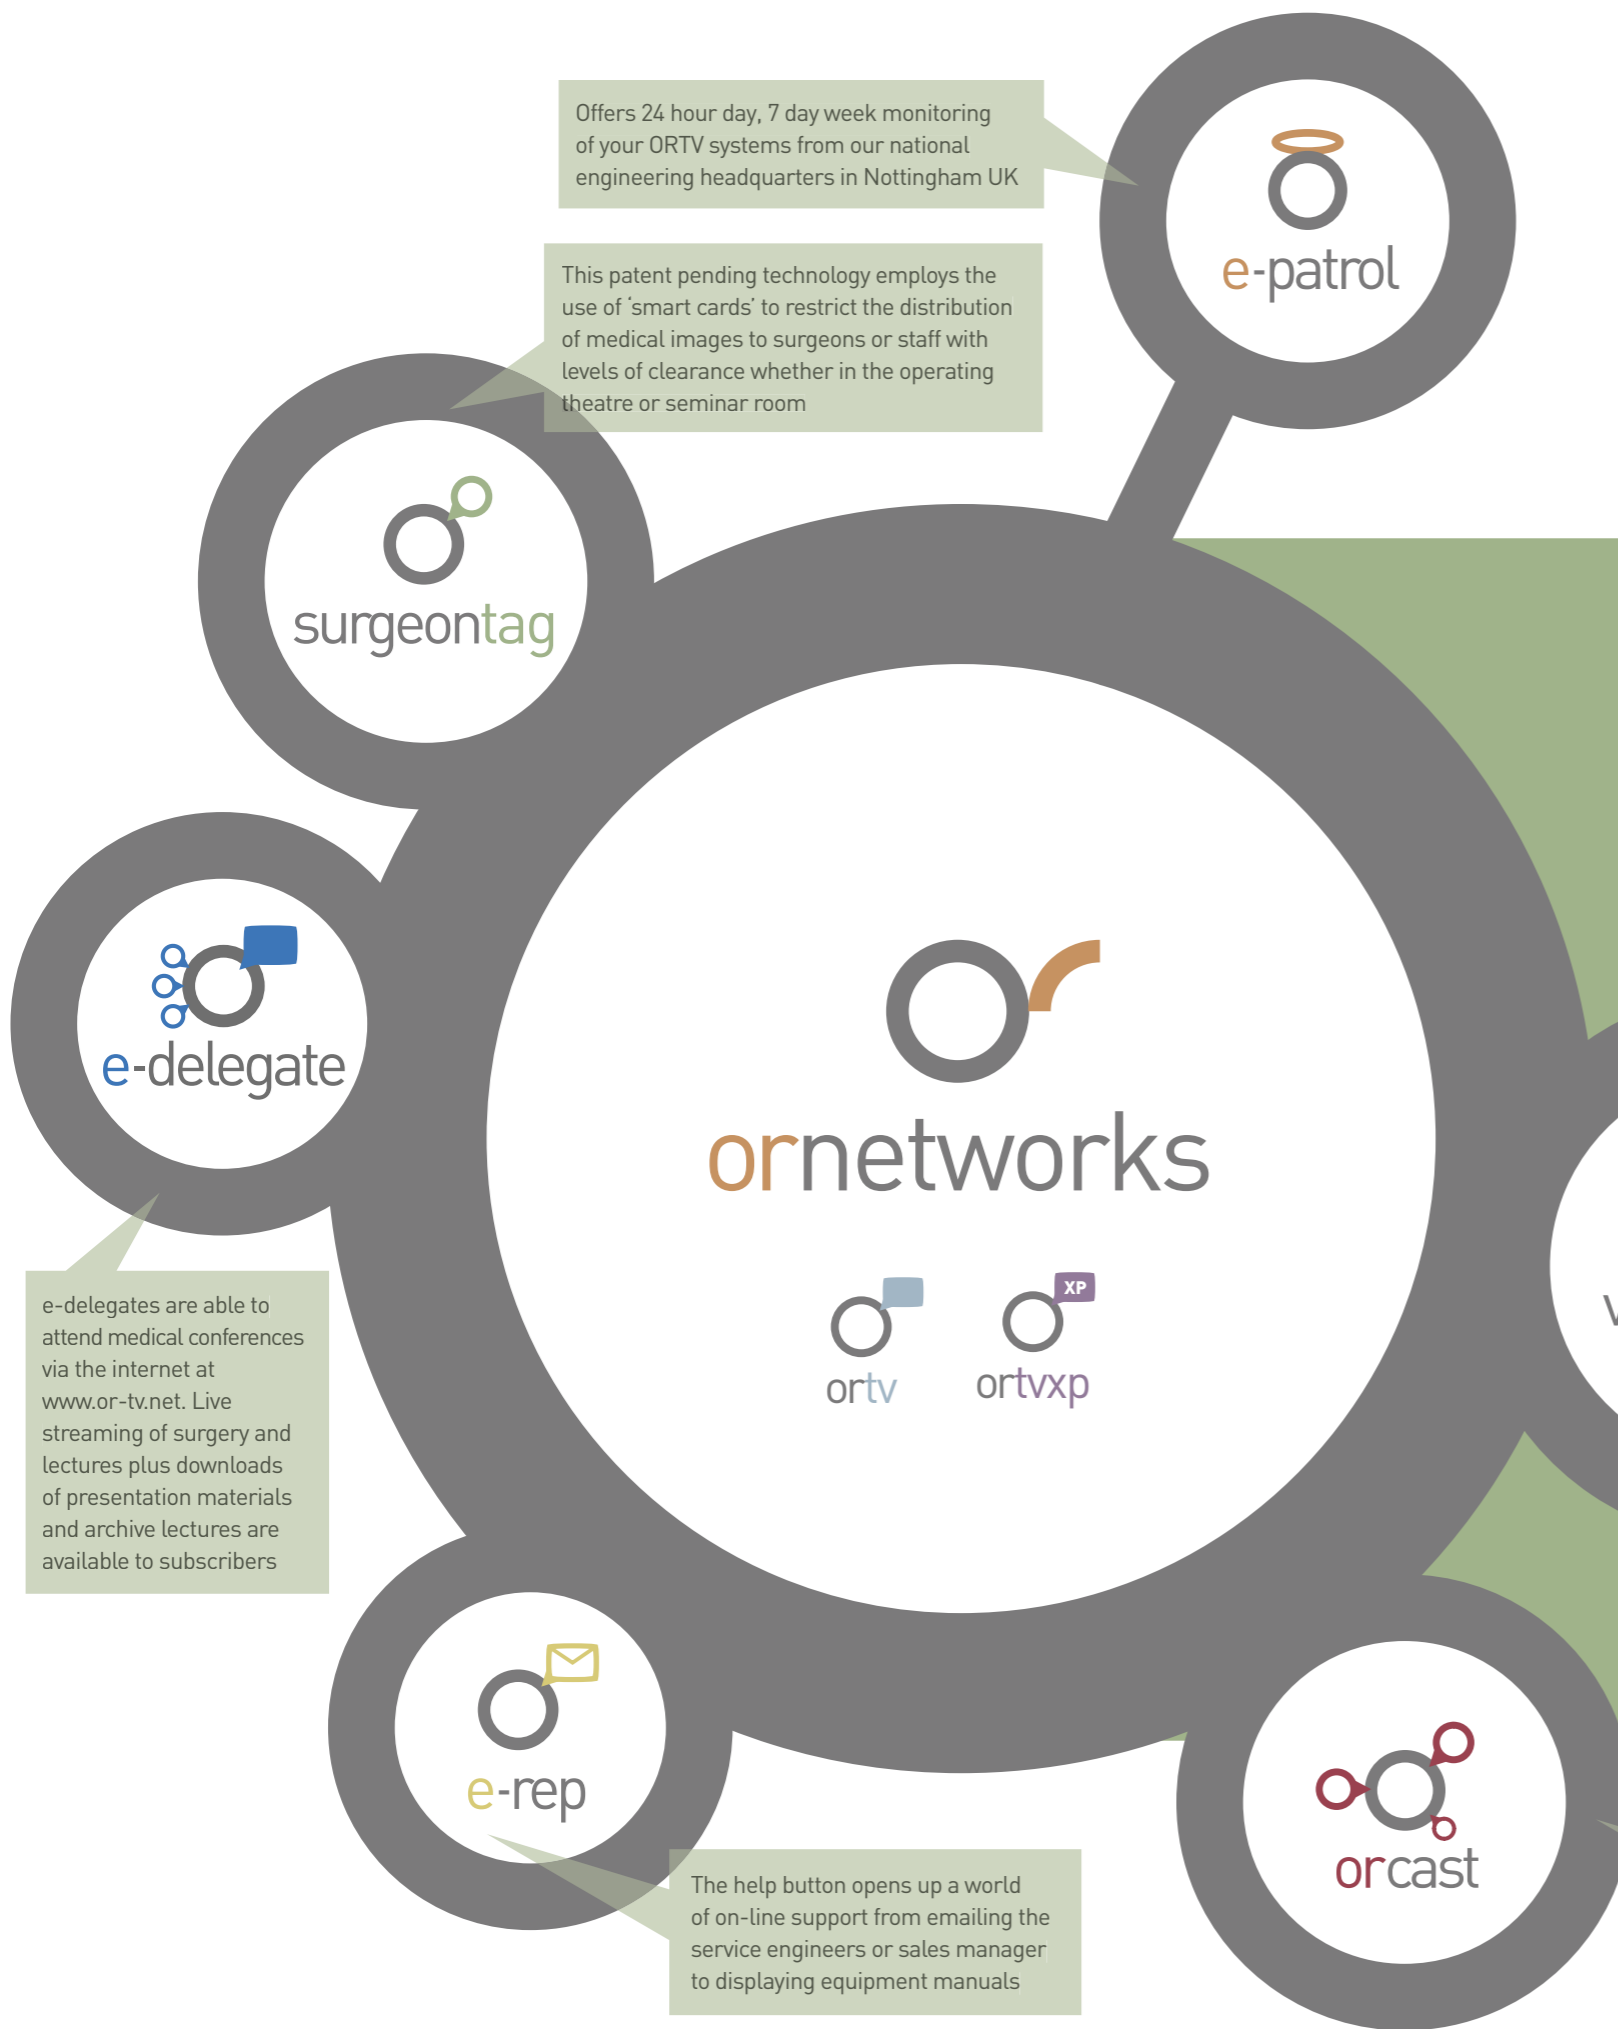 Offers 24 hour day, 7 day week monitoring
of your ORTV systems from our national
engineering headquarters in Nottingham UK
e-patrol
This patent pending technology employs the
use of ‘smart cards’ to restrict the distribution
of medical images to surgeons or staff with
levels of clearance whether in the operating
theatre or seminar room
surgeontag
e-delegate
ornetworks
XP
ortv
ortvxp
e-delegates are able to
attend medical conferences
via the internet at
www.or-tv.net. Live
streaming of surgery and
lectures plus downloads
of presentation materials
and archive lectures are
available to subscribers
e-rep
The help button opens up a world
of on-line support from emailing the
service engineers or sales manager
to displaying equipment manuals
orcast